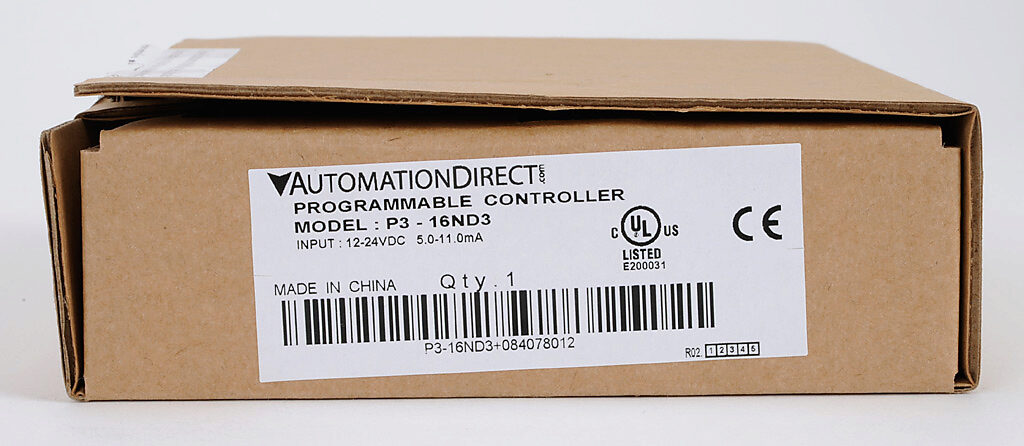 AUTOMATIONDIRECT.com
PROGRAMMABLE CONTROLLER
MODEL : P3 - 16ND3
INPUT : 12-24VDC 5.0-11.0mA
C UL US
LISTED
E200031
CE
MADE IN CHINA Qty. 1
P3-16ND3+084078012
R02. 1 2 3 4 5